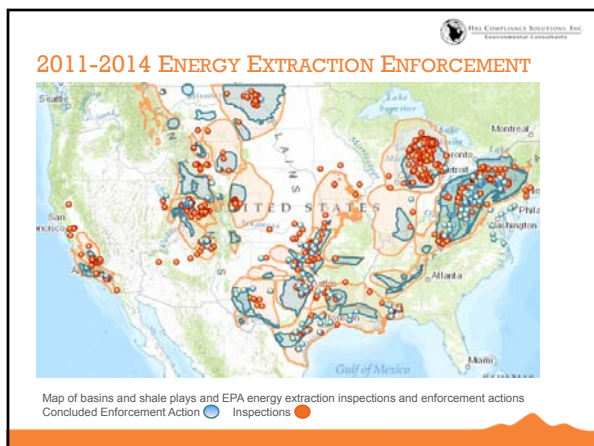 HRL COMPLIANCE SOLUTIONS, INC.
Environmental Consultants
2011-2014 ENERGY EXTRACTION ENFORCEMENT
Seattle
Lake
Superior
Montreal
Toronto
Detroit
UNITED STATES
San
Francisco
Phila
Washington
Atlanta
Houston
Gulf of Mexico
Miami
Map of basins and shale plays and EPA energy extraction inspections and enforcement actions
Concluded Enforcement Action Inspections